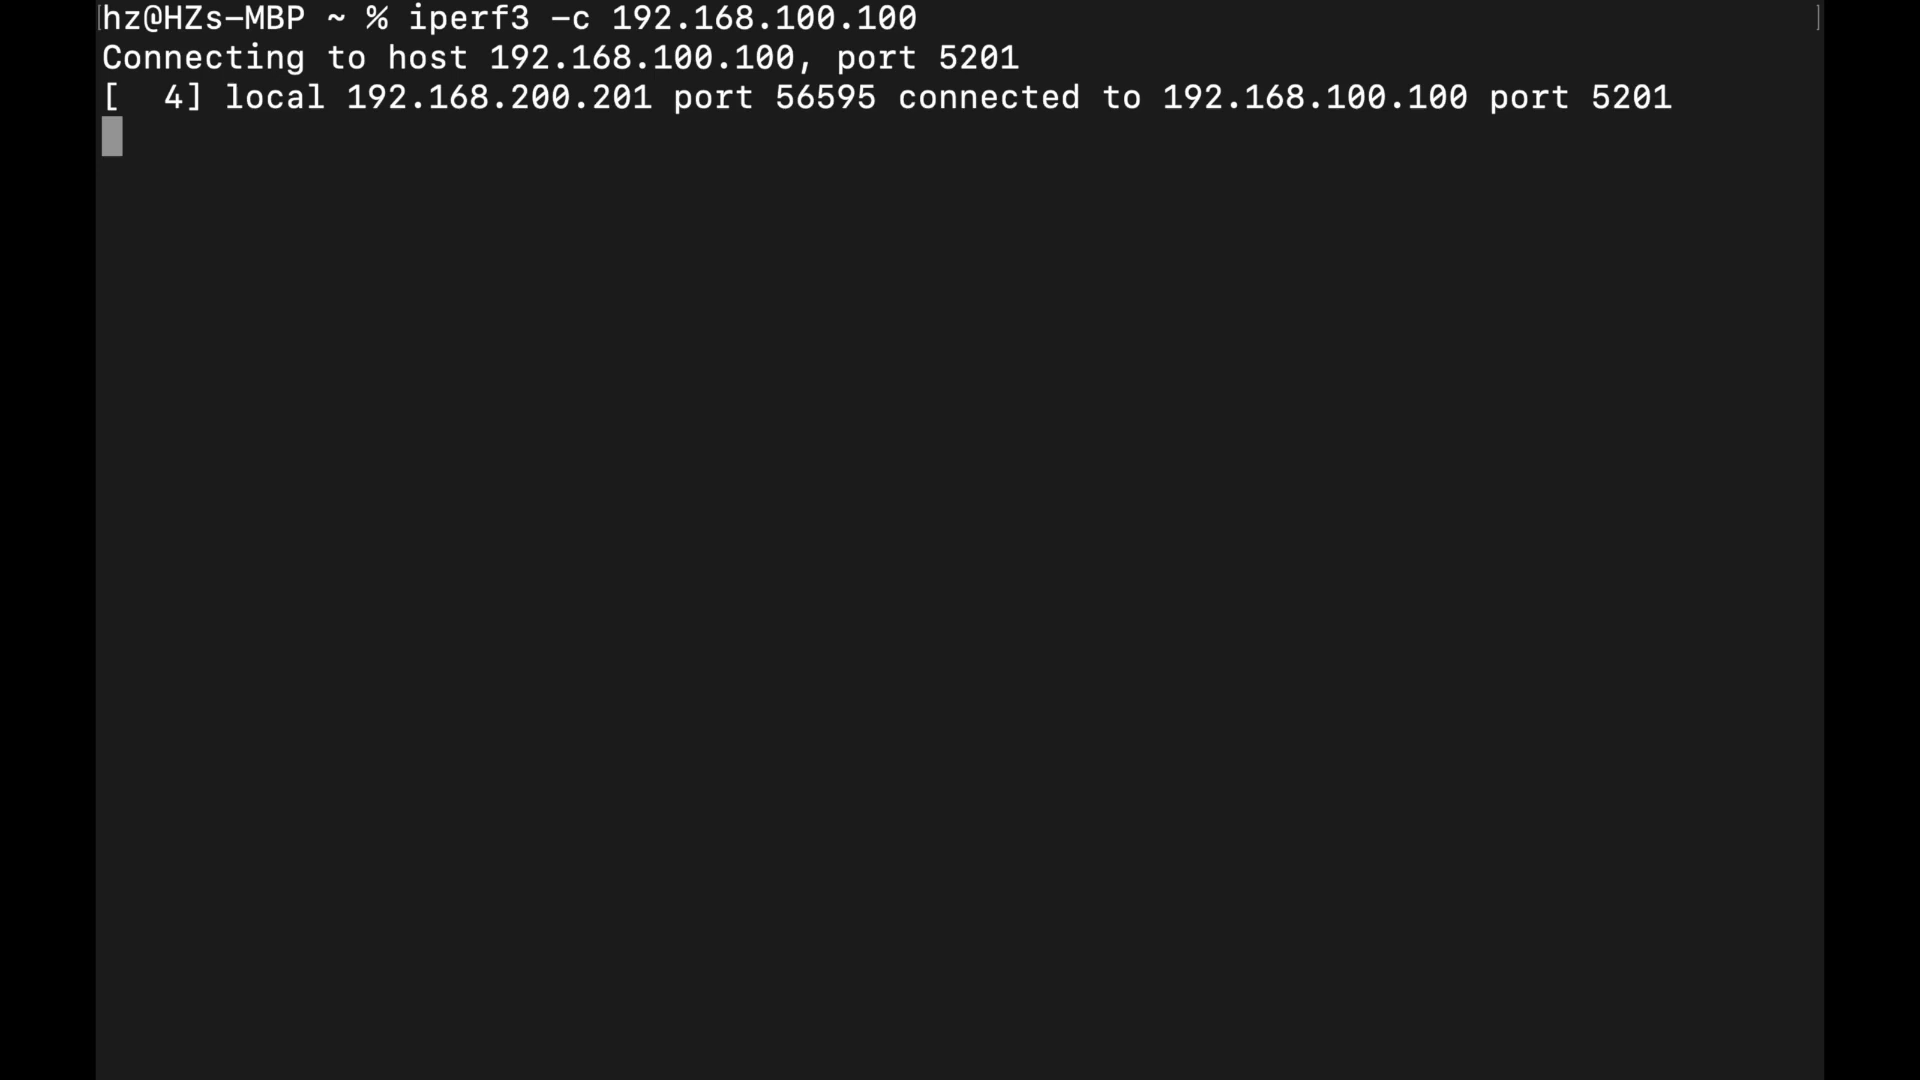 hz@HZs-MBP ~ % iperf3 -c 192.168.100.100
Connecting to host 192.168.100.100, port 5201
[  4] local 192.168.200.201 port 56595 connected to 192.168.100.100 port 5201